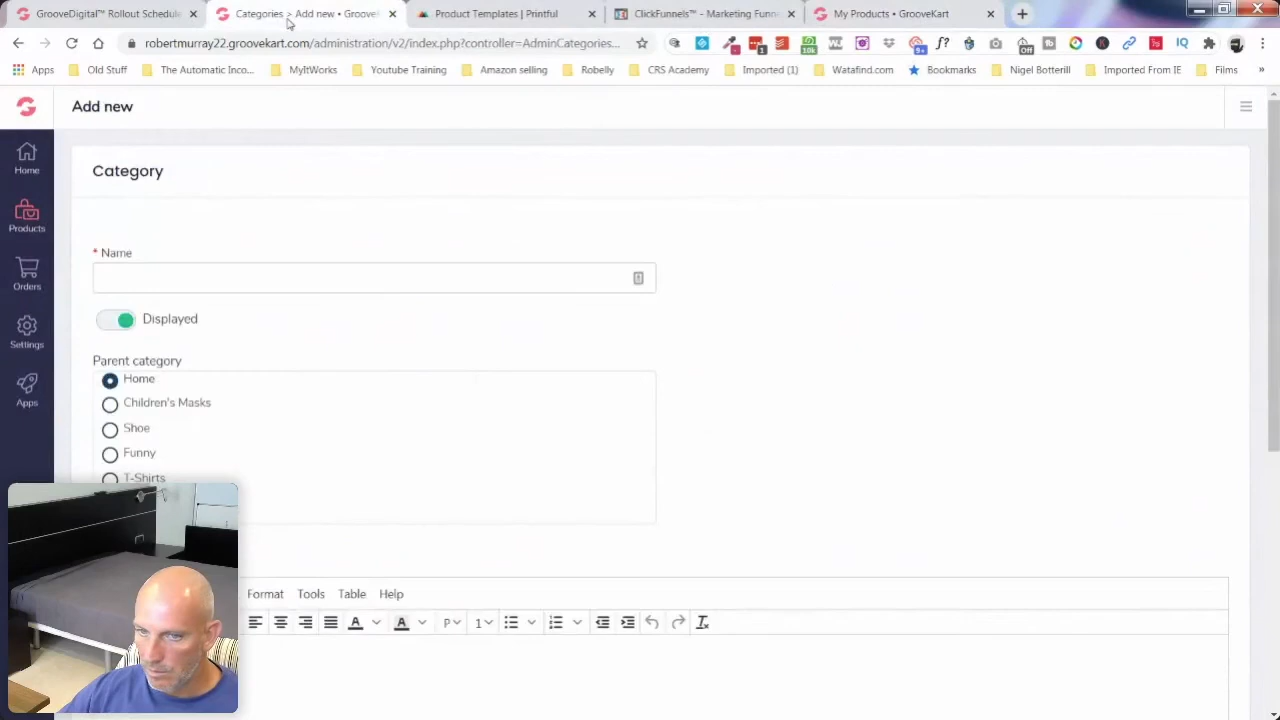 GrooveDigital™ Rollout Schedule
Categories > Add new • Groove
Product Templates | Printful
ClickFunnels™ - Marketing Funne
My Products • GrooveKart
robertmurray22.groovekart.com/administration/v2/index.php?controller=AdminCategories...
Apps
Old Stuff
The Automatic Inco...
MyItWorks
Youtube Training
Amazon selling
Robelly
CRS Academy
Imported (1)
Watafind.com
Bookmarks
Nigel Botterill
Imported From IE
Films
»
Add new
Home
Products
Orders
Settings
Apps
Category
* Name
Displayed
Parent category
Home
Children's Masks
Shoe
Funny
T-Shirts
Format Tools Table Help